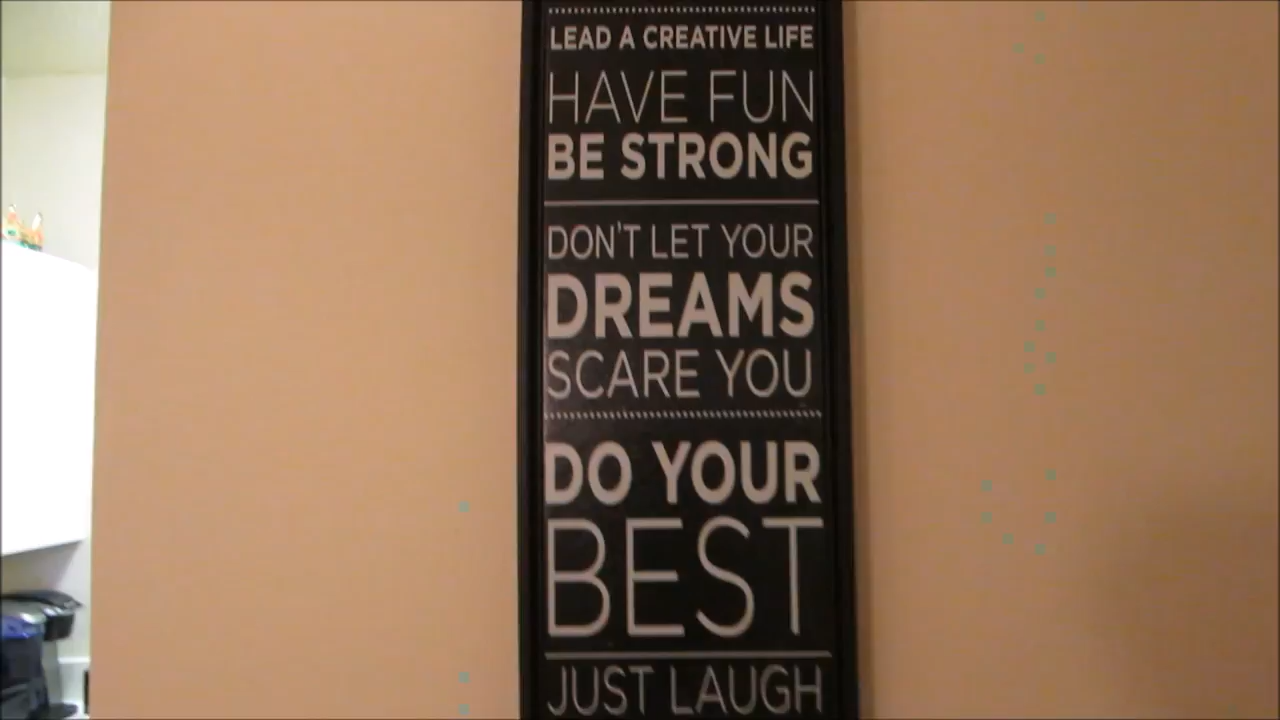 LEAD A CREATIVE LIFE
HAVE FUN
BE STRONG
DON'T LET YOUR
DREAMS
SCARE YOU
DO YOUR
BEST
JUST LAUGH